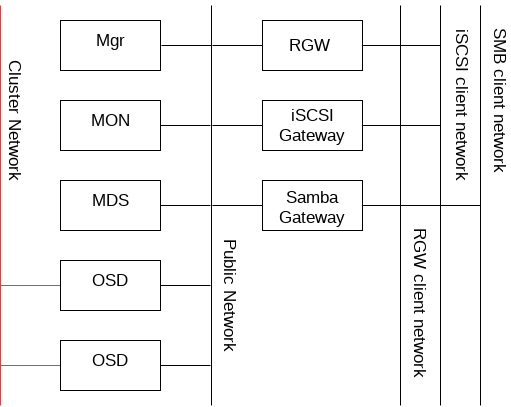 Mgr
RGW
MON
iSCSI
Gateway
MDS
Samba
Gateway
OSD
OSD
Cluster Network
Public Network
RGW client network
iSCSI client network
SMB client network